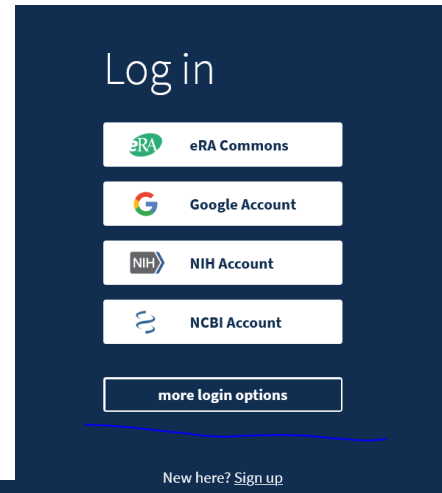 Log in
eRA eRA Commons
G Google Account
NIH NIH Account
NCBI Account
more login options
New here? Sign up